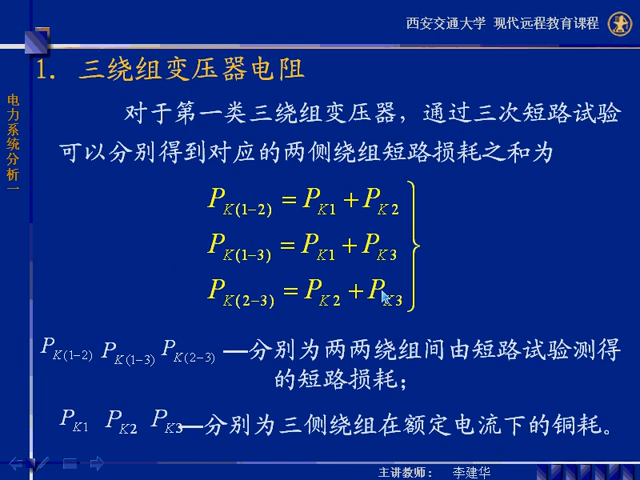 西安交通大学 现代远程教育课程
1. 三绕组变压器电阻
电力系统分析一
对于第一类三绕组变压器，通过三次短路试验
可以分别得到对应的两侧绕组短路损耗之和为
P_{K(1−2)} = P_{K1} + P_{K2}
P_{K(1−3)} = P_{K1} + P_{K3}
P_{K(2−3)} = P_{K2} + P_{K3}
P_{K(1−2)} P_{K(1−3)} P_{K(2−3)} —分别为两两绕组间由短路试验测得
的短路损耗；
P_{K1} P_{K2} P_{K3}—分别为三侧绕组在额定电流下的铜耗。
主讲教师： 李建华